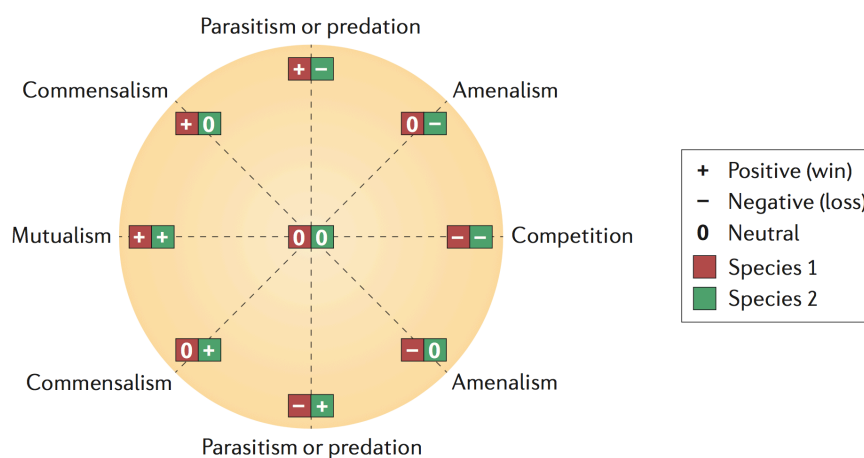 Parasitism or predation
+ −
Commensalism
+ 0
Amenalism
0 −
Mutualism
+ +
0 0
− −
Competition
0 +
Commensalism
− 0
Amenalism
− +
Parasitism or predation
+ Positive (win)
− Negative (loss)
0 Neutral
Species 1
Species 2